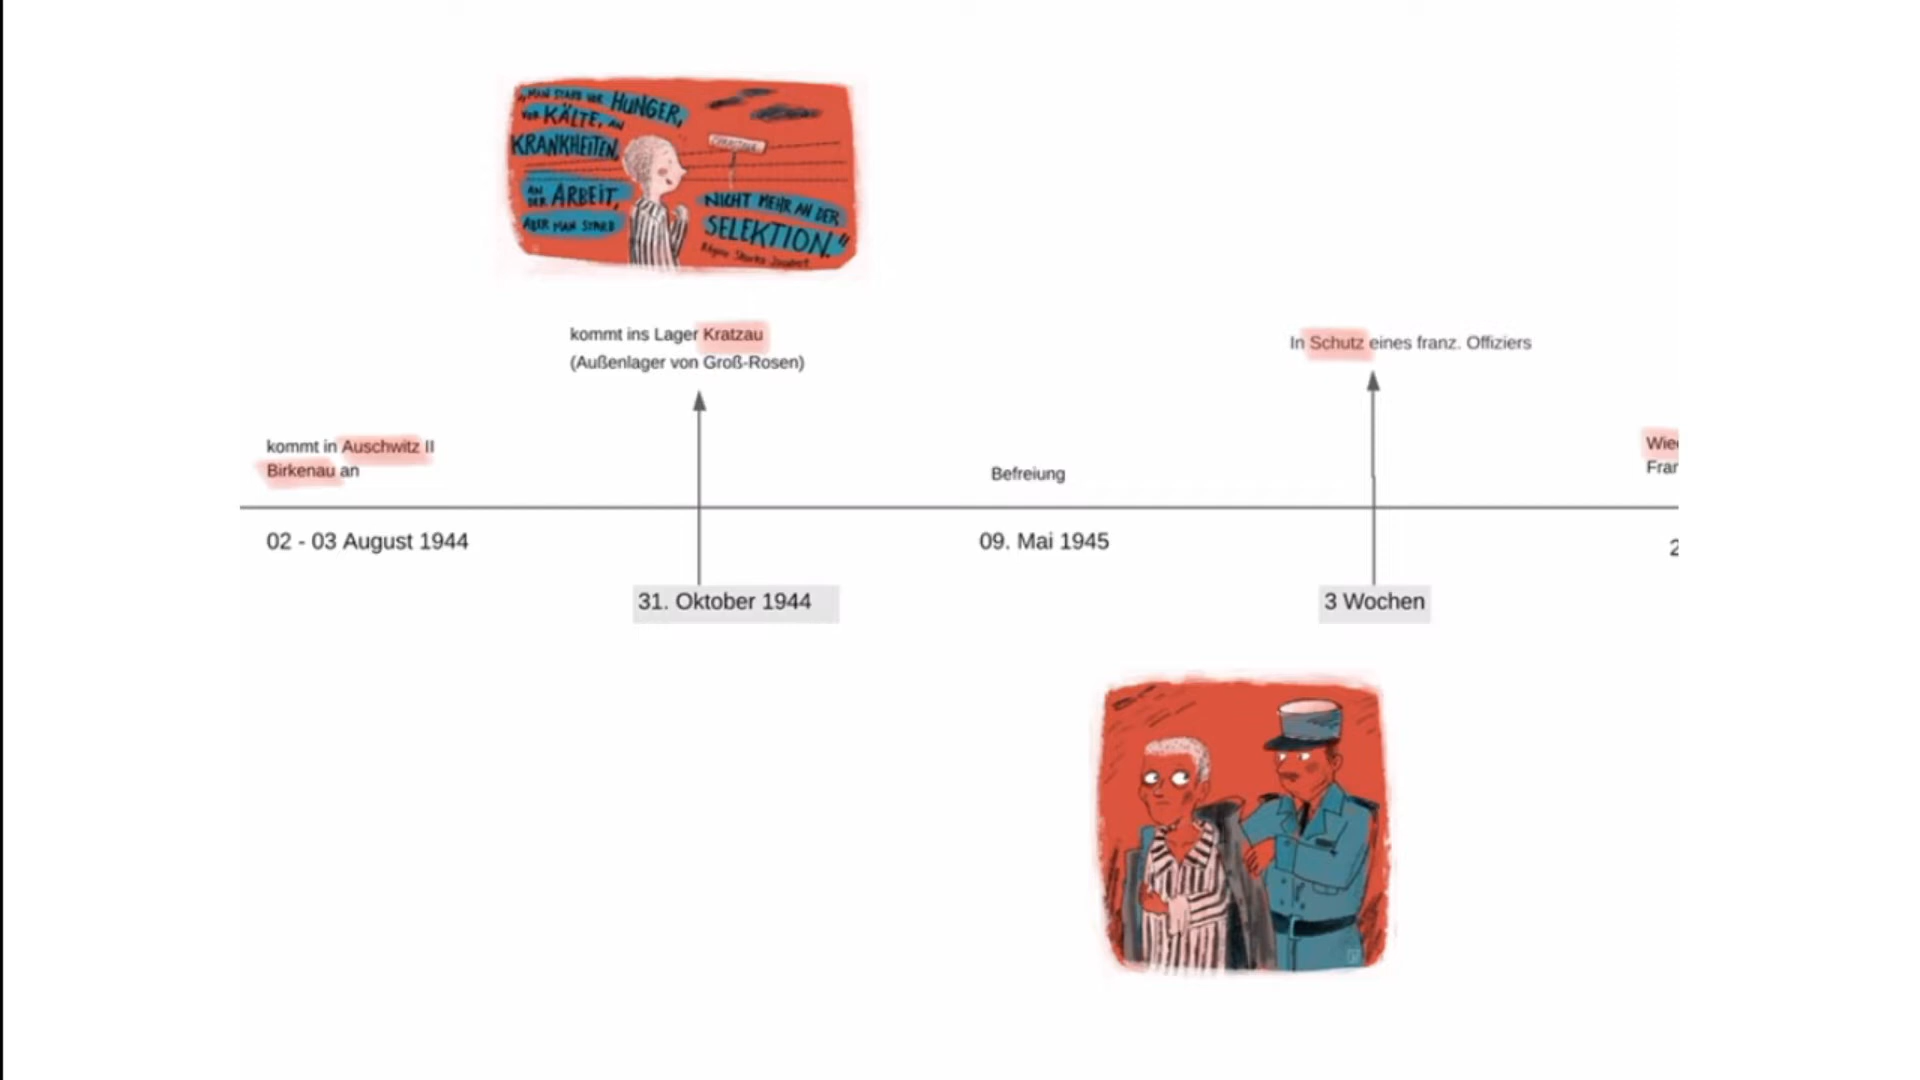 „MAN STARB VOR HUNGER,
VOR KÄLTE, AN
KRANKHEITEN,
AN DER ARBEIT,
ABER MAN STARB
NICHT MEHR AN DER
SELEKTION."
kommt ins Lager Kratzau
(Außenlager von Groß-Rosen)
In Schutz eines franz. Offiziers
kommt in Auschwitz II
Birkenau an
Befreiung
02 - 03 August 1944
09. Mai 1945
2
31. Oktober 1944
3 Wochen